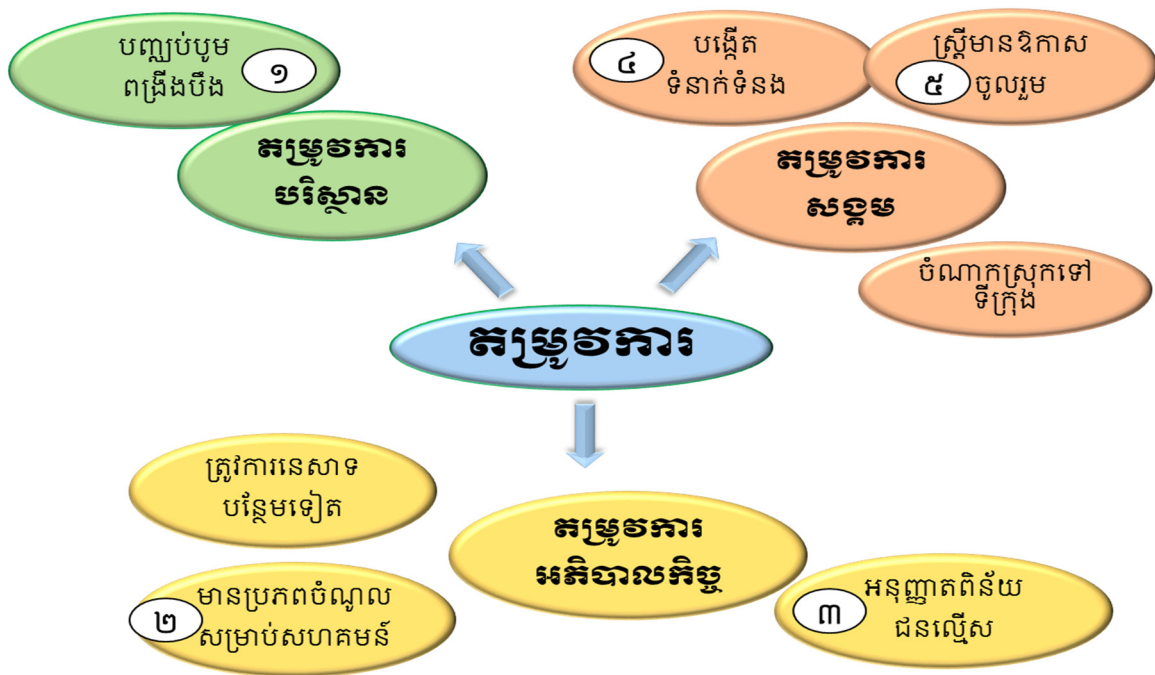 បញ្ឈប់បូម
ពង្រីងបឹង
១
តម្រូវការ
បរិស្ថាន
៤
បង្កើត
ទំនាក់ទំនង
ស្ត្រីមានឱកាស
៥
ចូលរួម
តម្រូវការ
សង្គម
ចំណាកស្រុកទៅ
ទីក្រុង
តម្រូវការ
ត្រូវការនេសាទ
បន្ថែមទៀត
តម្រូវការ
អភិបាលកិច្ច
មានប្រភពចំណូល
២
សម្រាប់សហគមន៍
អនុញ្ញាតពិន័យ
៣
ជនល្មើស